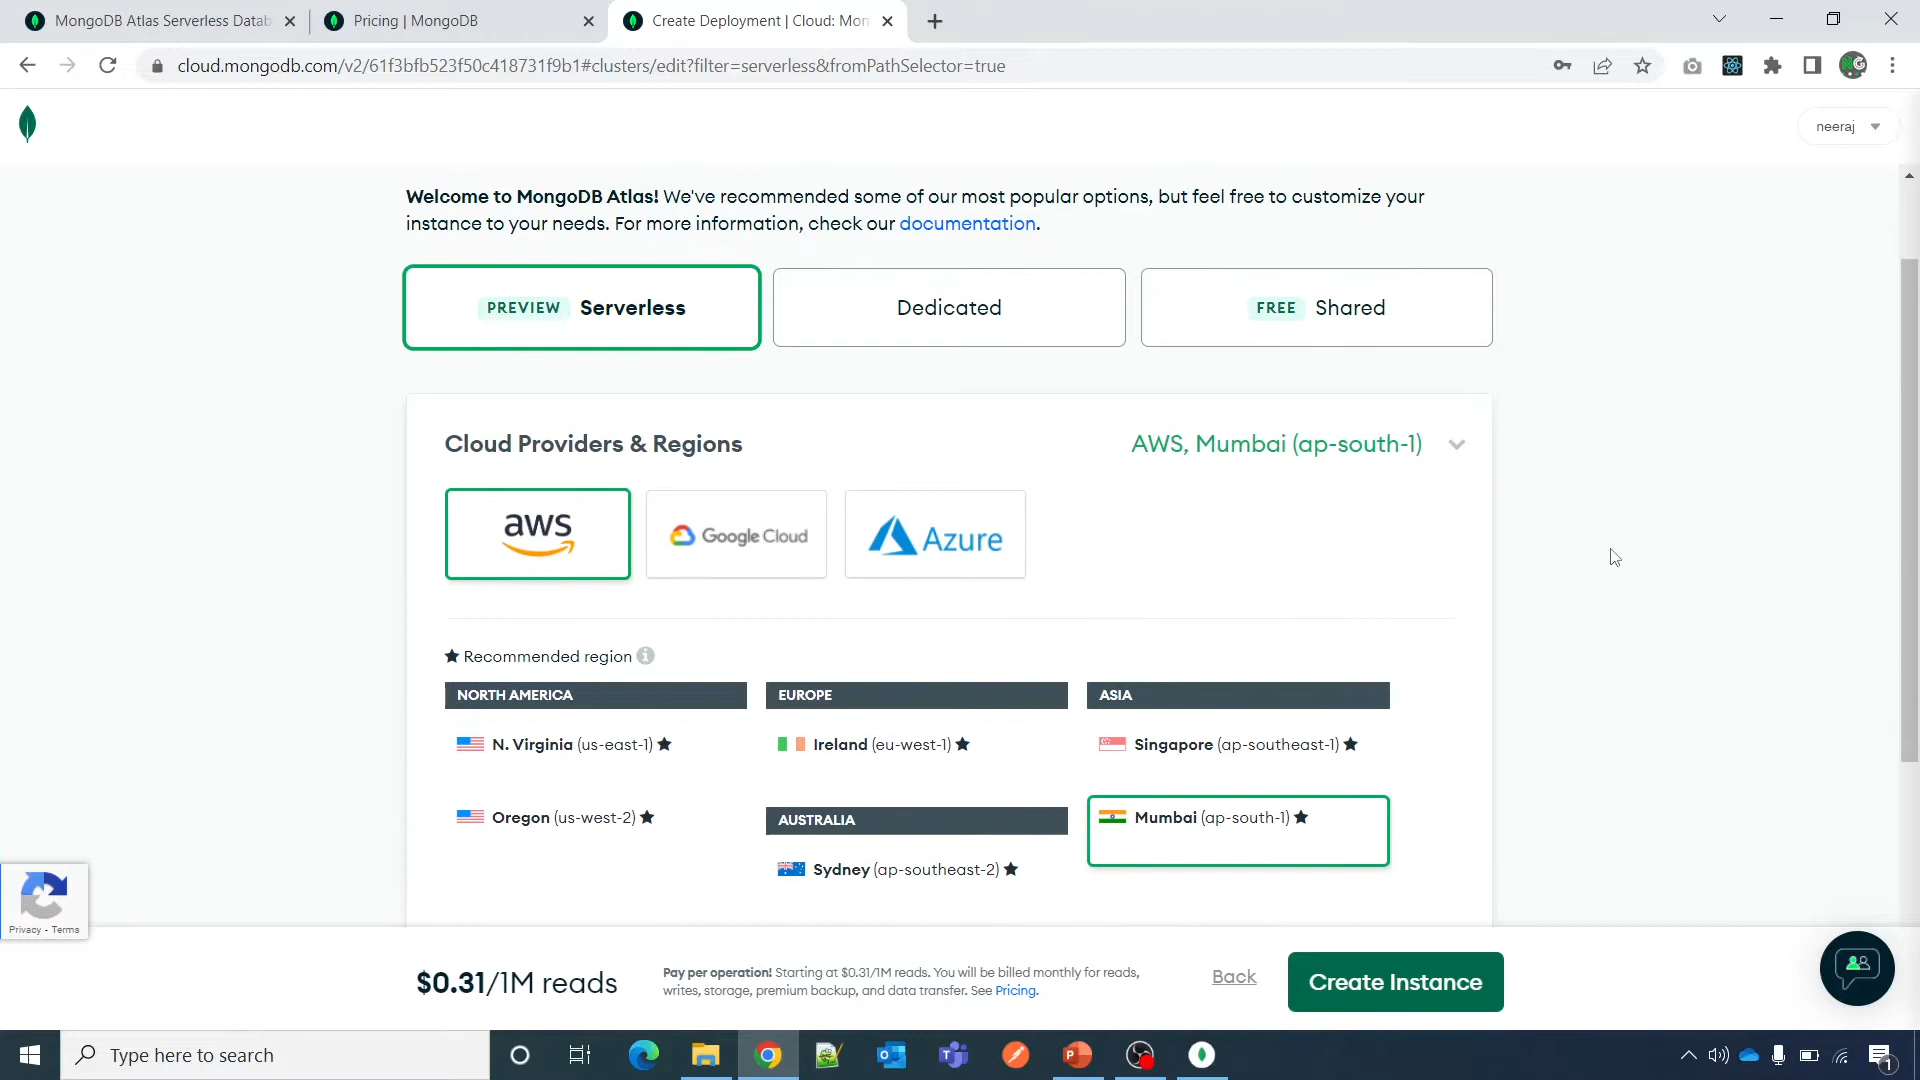 MongoDB Atlas Serverless Datab
Pricing | MongoDB
Create Deployment | Cloud: Mon
cloud.mongodb.com/v2/61f3bfb523f50c418731f9b1#clusters/edit?filter=serverless&fromPathSelector=true
neeraj
Welcome to MongoDB Atlas! We've recommended some of our most popular options, but feel free to customize your
instance to your needs. For more information, check our documentation.
PREVIEW Serverless
Dedicated
FREE Shared
Cloud Providers & Regions
AWS, Mumbai (ap-south-1)
aws
Google Cloud
Azure
Recommended region
NORTH AMERICA
EUROPE
ASIA
N. Virginia (us-east-1)
Ireland (eu-west-1)
Singapore (ap-southeast-1)
Oregon (us-west-2)
AUSTRALIA
Mumbai (ap-south-1)
Sydney (ap-southeast-2)
Privacy - Terms
$0.31/1M reads
Pay per operation! Starting at $0.31/1M reads. You will be billed monthly for reads,
writes, storage, premium backup, and data transfer. See Pricing.
Back
Create Instance
Type here to search
1